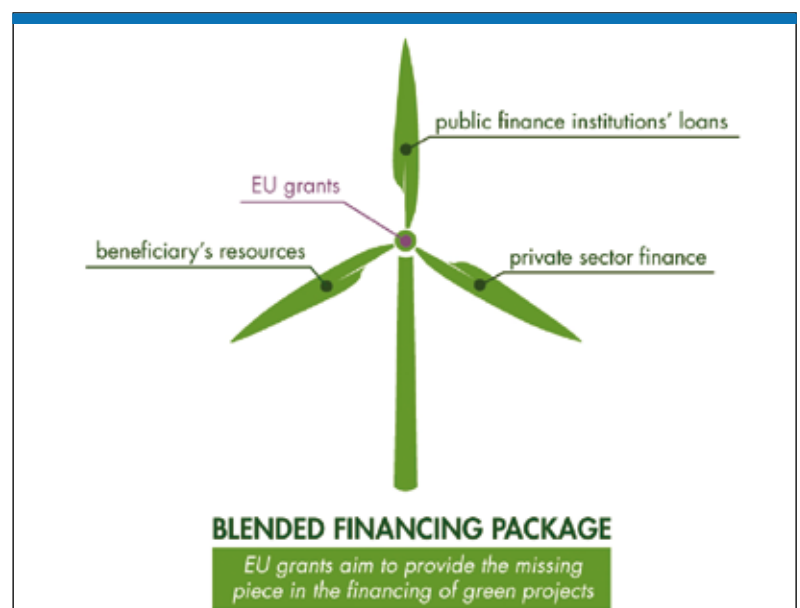 public finance institutions' loans
EU grants
beneficiary's resources
private sector finance
BLENDED FINANCING PACKAGE
EU grants aim to provide the missing
piece in the financing of green projects